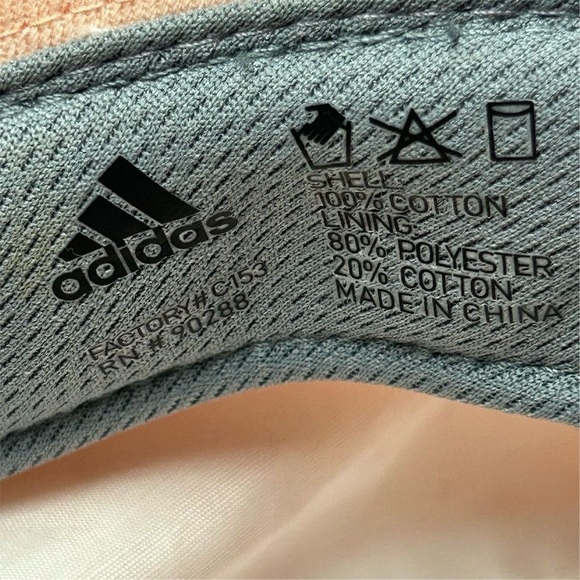 adidas
FACTORY# C153
RN # 90288
SHELL:
100% COTTON
LINING:
80% POLYESTER
20% COTTON
MADE IN CHINA